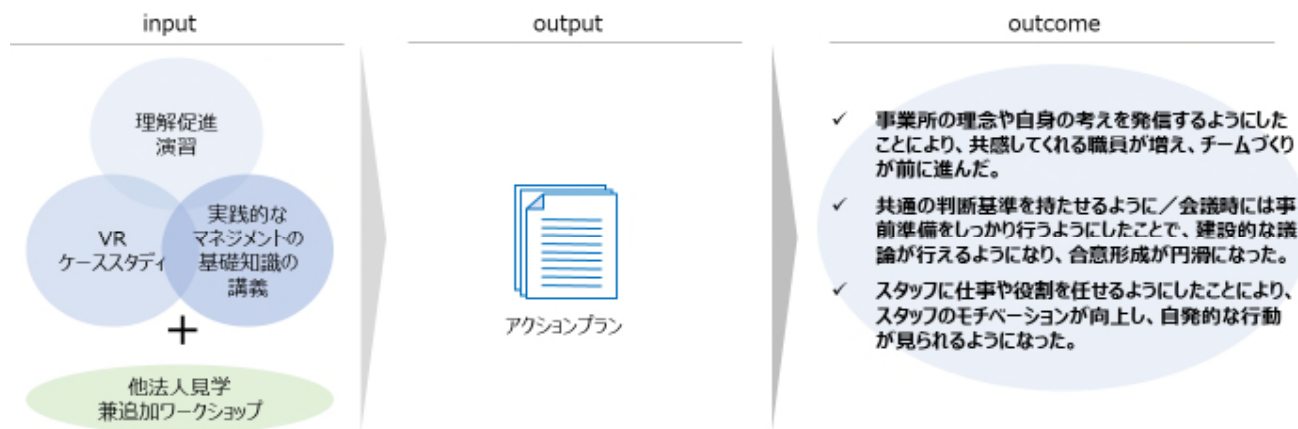 input
output
outcome
理解促進
演習
VR
ケーススタディ
実践的な
マネジメントの
基礎知識の
講義
+
他法人見学
兼追加ワークショップ
アクションプラン
✓ 事業所の理念や自身の考えを発信するようにした
ことにより、共感してくれる職員が増え、チームづくり
が前に進んだ。
✓ 共通の判断基準を持たせるように／会議時には事
前準備をしっかり行うようにしたことで、建設的な議
論が行えるようになり、合意形成が円滑になった。
✓ スタッフに仕事や役割を任せるようにしたことにより、
スタッフのモチベーションが向上し、自発的な行動
が見られるようになった。